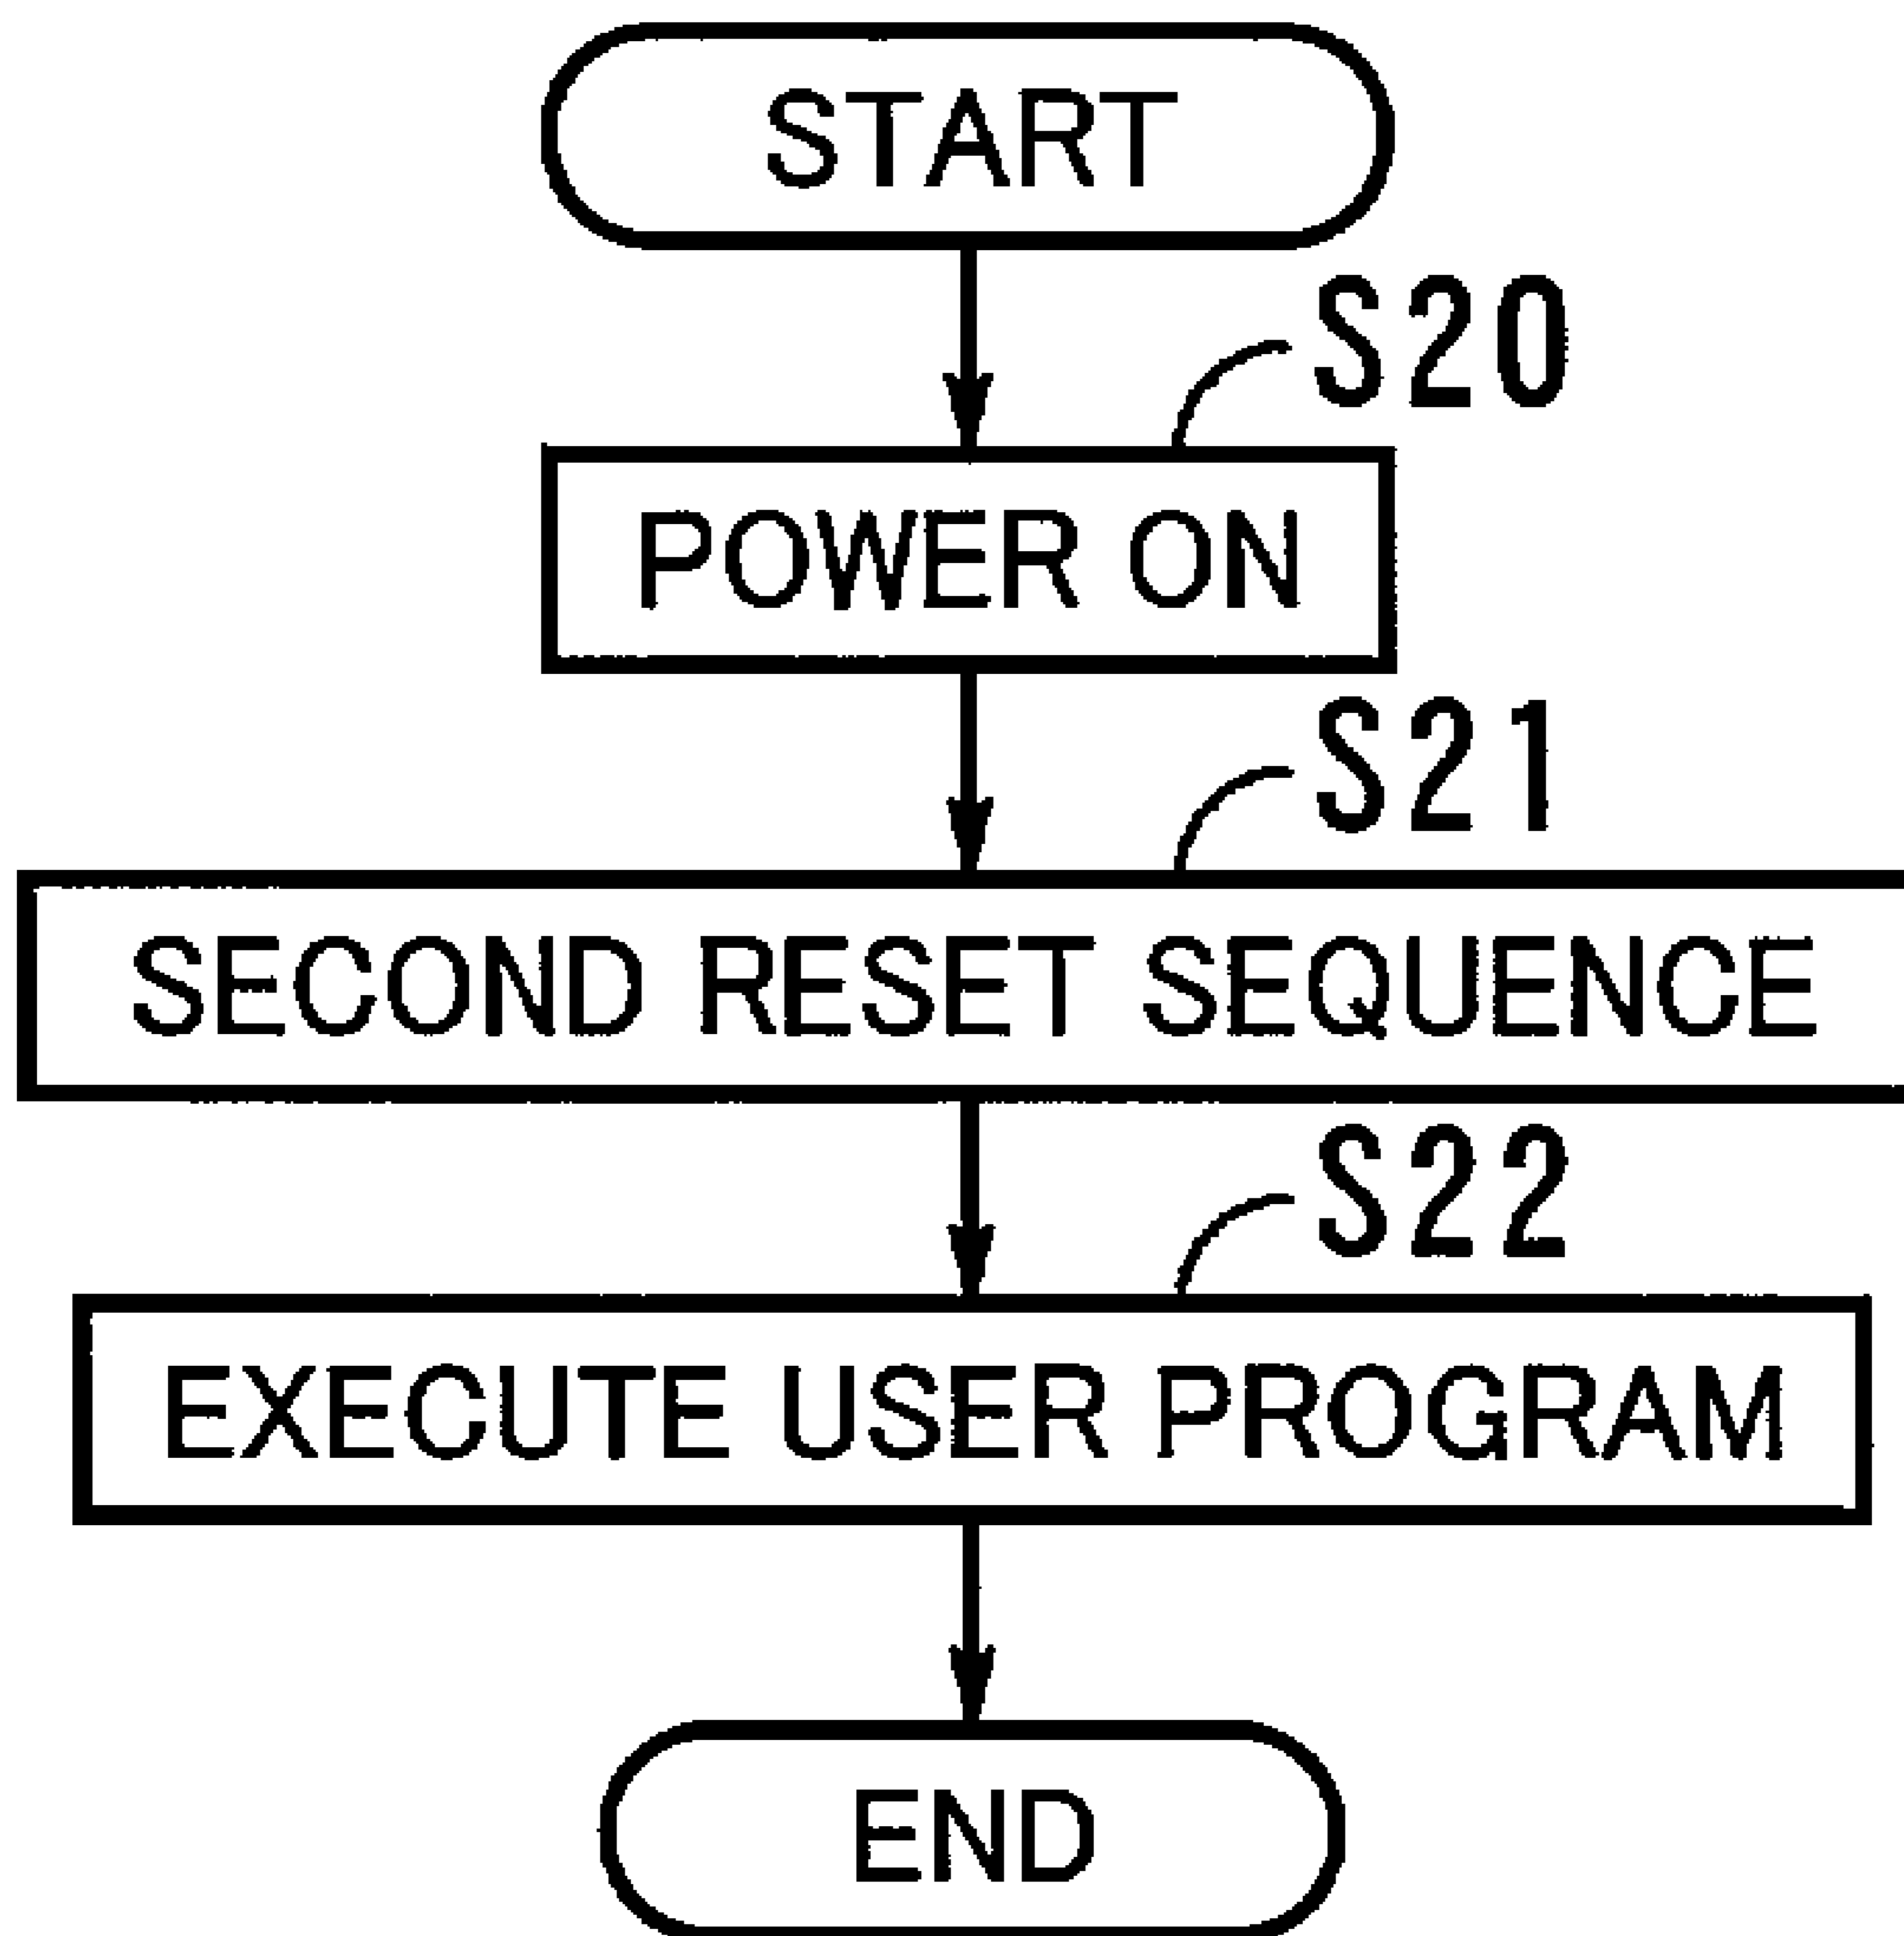 START
S20
POWER ON
S21
SECOND RESET SEQUENCE
S22
EXECUTE USER PROGRAM
END